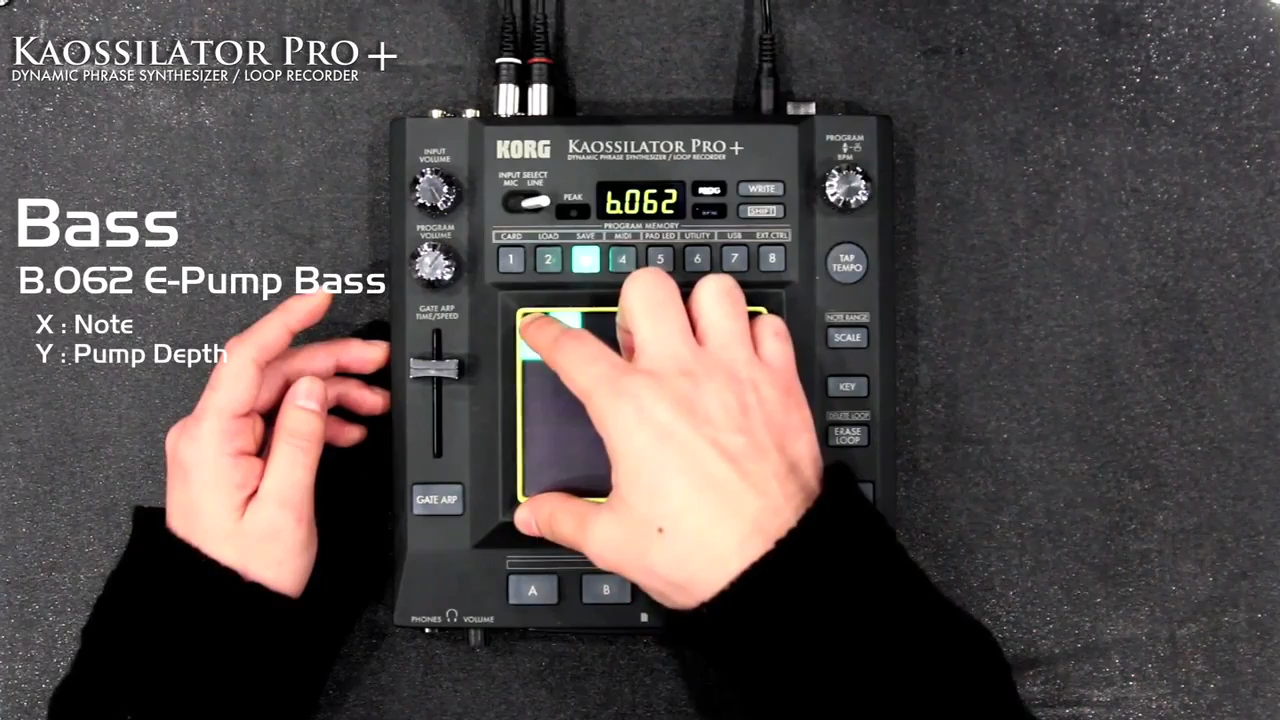 KAOSSILATOR PRO +
DYNAMIC PHRASE SYNTHESIZER / LOOP RECORDER
Bass
B.062 E-Pump Bass
X : Note
Y : Pump Depth
KORG KAOSSILATOR PRO +
DYNAMIC PHRASE SYNTHESIZER / LOOP RECORDER
INPUT VOLUME
INPUT SELECT
MIC LINE
PEAK
b.062
PROG
WRITE
SHIFT
PROGRAM
BPM
PROGRAM VOLUME
PROGRAM MEMORY
CARD LOAD SAVE MIDI PAD LED UTILITY USB EXT CTRL
1 2 4 5 6 7 8
TAP TEMPO
GATE ARP
TIME/SPEED
NOTE RANGE
SCALE
KEY
DELETE LOOP
ERASE LOOP
GATE ARP
A B
PHONES VOLUME